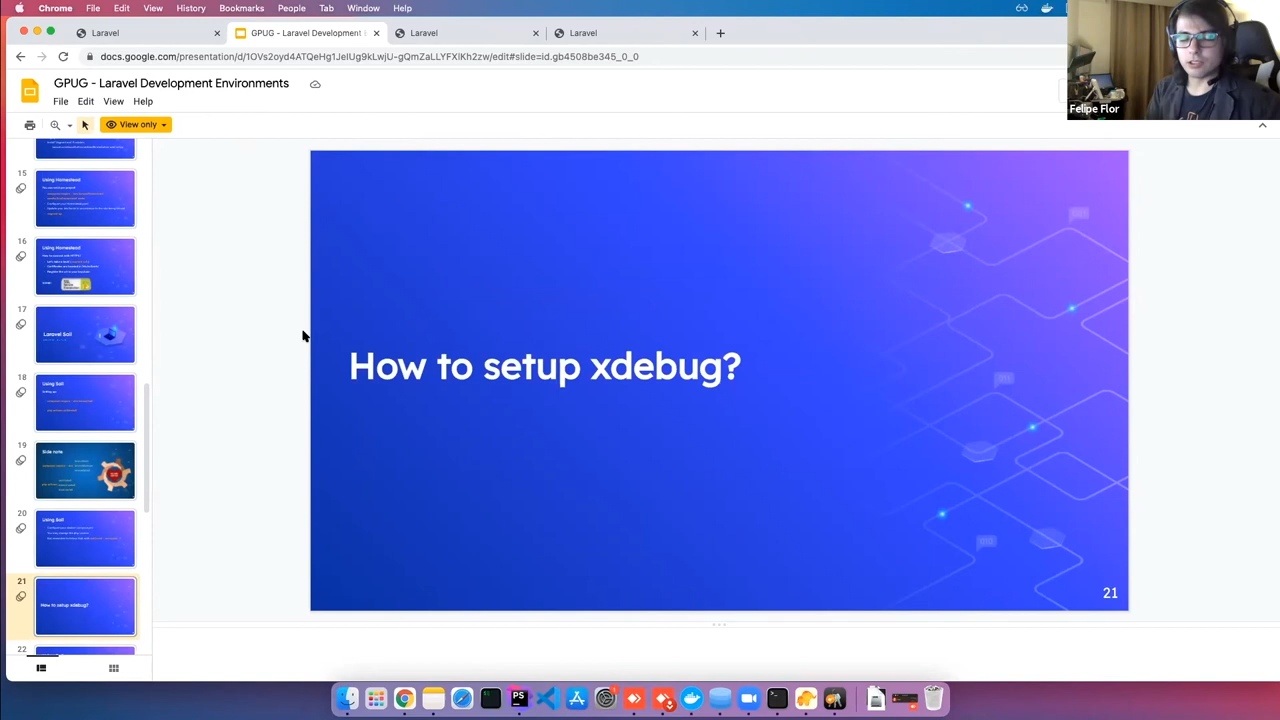 Chrome File Edit View History Bookmarks People Tab Window Help
Laravel
GPUG - Laravel Development
Laravel
Laravel
docs.google.com/presentation/d/1OVs2oyd4ATQeHg1JeIUg9kLwjU-gQmZaLLYFXlKh2zw/edit#slide=id.gb4508be345_0_0
Felipe Flor
GPUG - Laravel Development Environments
File Edit View Help
View only
15
Using Homestead
16
Using Homestead
17
Laravel Sail
18
Using Sail
19
Side note
20
Using Sail
21
How to setup xdebug?
22
How to setup xdebug?
21
PS